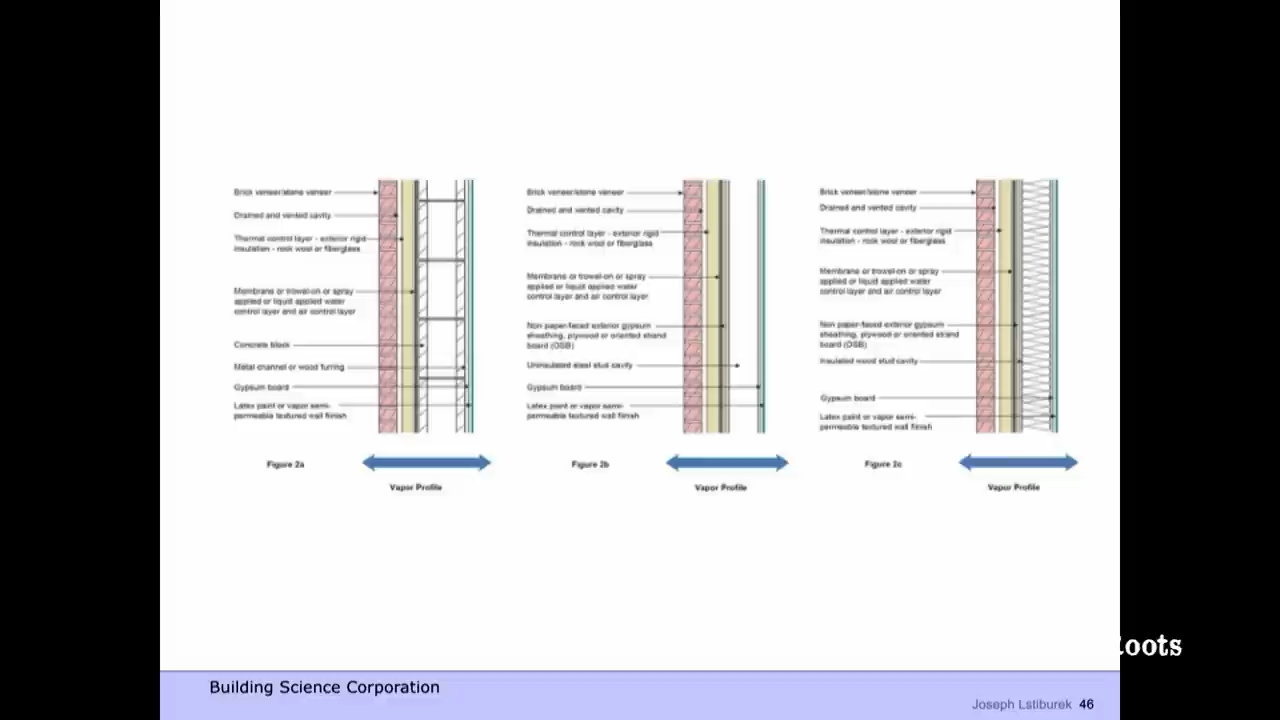 Brick veneer/stone veneer
Drained and vented cavity
Thermal control layer - exterior rigid
insulation - rock wool or fiberglass
Membrane or trowel-on or spray
applied or liquid applied water
control layer and air control layer
Concrete block
Metal channel or wood furring
Gypsum board
Latex paint or vapor semi-
permeable textured wall finish
Figure 2a
Vapor Profile
Brick veneer/stone veneer
Drained and vented cavity
Thermal control layer - exterior rigid
insulation - rock wool or fiberglass
Membrane or trowel-on or spray
applied or liquid applied water
control layer and air control layer
Non paper-faced exterior gypsum
sheathing, plywood or oriented strand
board (OSB)
Uninsulated steel stud cavity
Gypsum board
Latex paint or vapor semi-
permeable textured wall finish
Figure 2b
Vapor Profile
Brick veneer/stone veneer
Drained and vented cavity
Thermal control layer - exterior rigid
insulation - rock wool or fiberglass
Membrane or trowel-on or spray
applied or liquid applied water
control layer and air control layer
Non paper-faced exterior gypsum
sheathing, plywood or oriented strand
board (OSB)
Insulated wood stud cavity
Gypsum board
Latex paint or vapor semi-
permeable textured wall finish
Figure 2c
Vapor Profile
oots
Building Science Corporation
Joseph Lstiburek 46